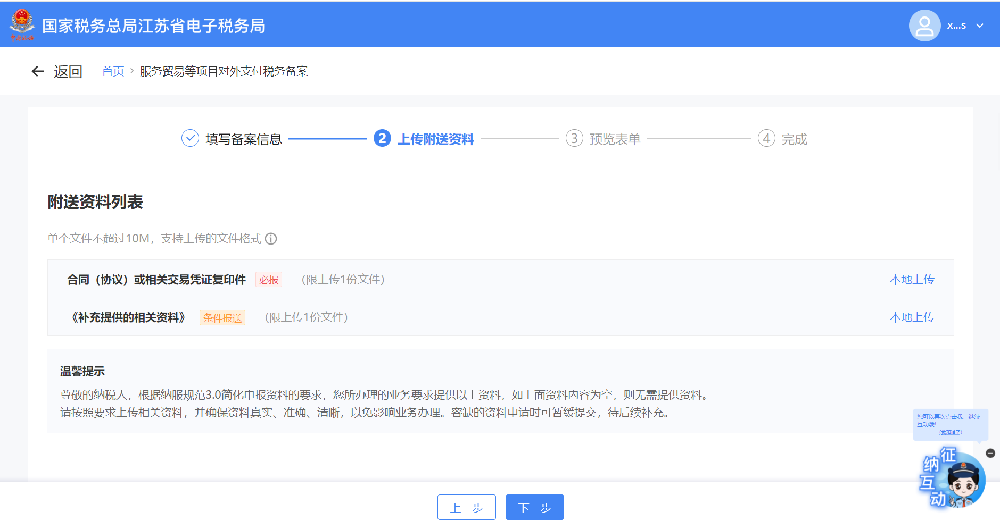 国家税务总局江苏省电子税务局
x...s
返回 首页 > 服务贸易等项目对外支付税务备案
填写备案信息 2 上传附送资料 3 预览表单 4 完成
附送资料列表
单个文件不超过10M，支持上传的文件格式
合同（协议）或相关交易凭证复印件 必报 （限上传1份文件） 本地上传
《补充提供的相关资料》 条件报送 （限上传1份文件） 本地上传
温馨提示
尊敬的纳税人，根据纳服规范3.0简化申报资料的要求，您所办理的业务要求提供以上资料，如上面资料内容为空，则无需提供资料。
请按照要求上传相关资料，并确保资料真实、准确、清晰，以免影响业务办理。容缺的资料申请时可暂缓提交，待后续补充。
您可以再次点击我，继续
互动哦！
(我知道了)
征纳互动
上一步 下一步